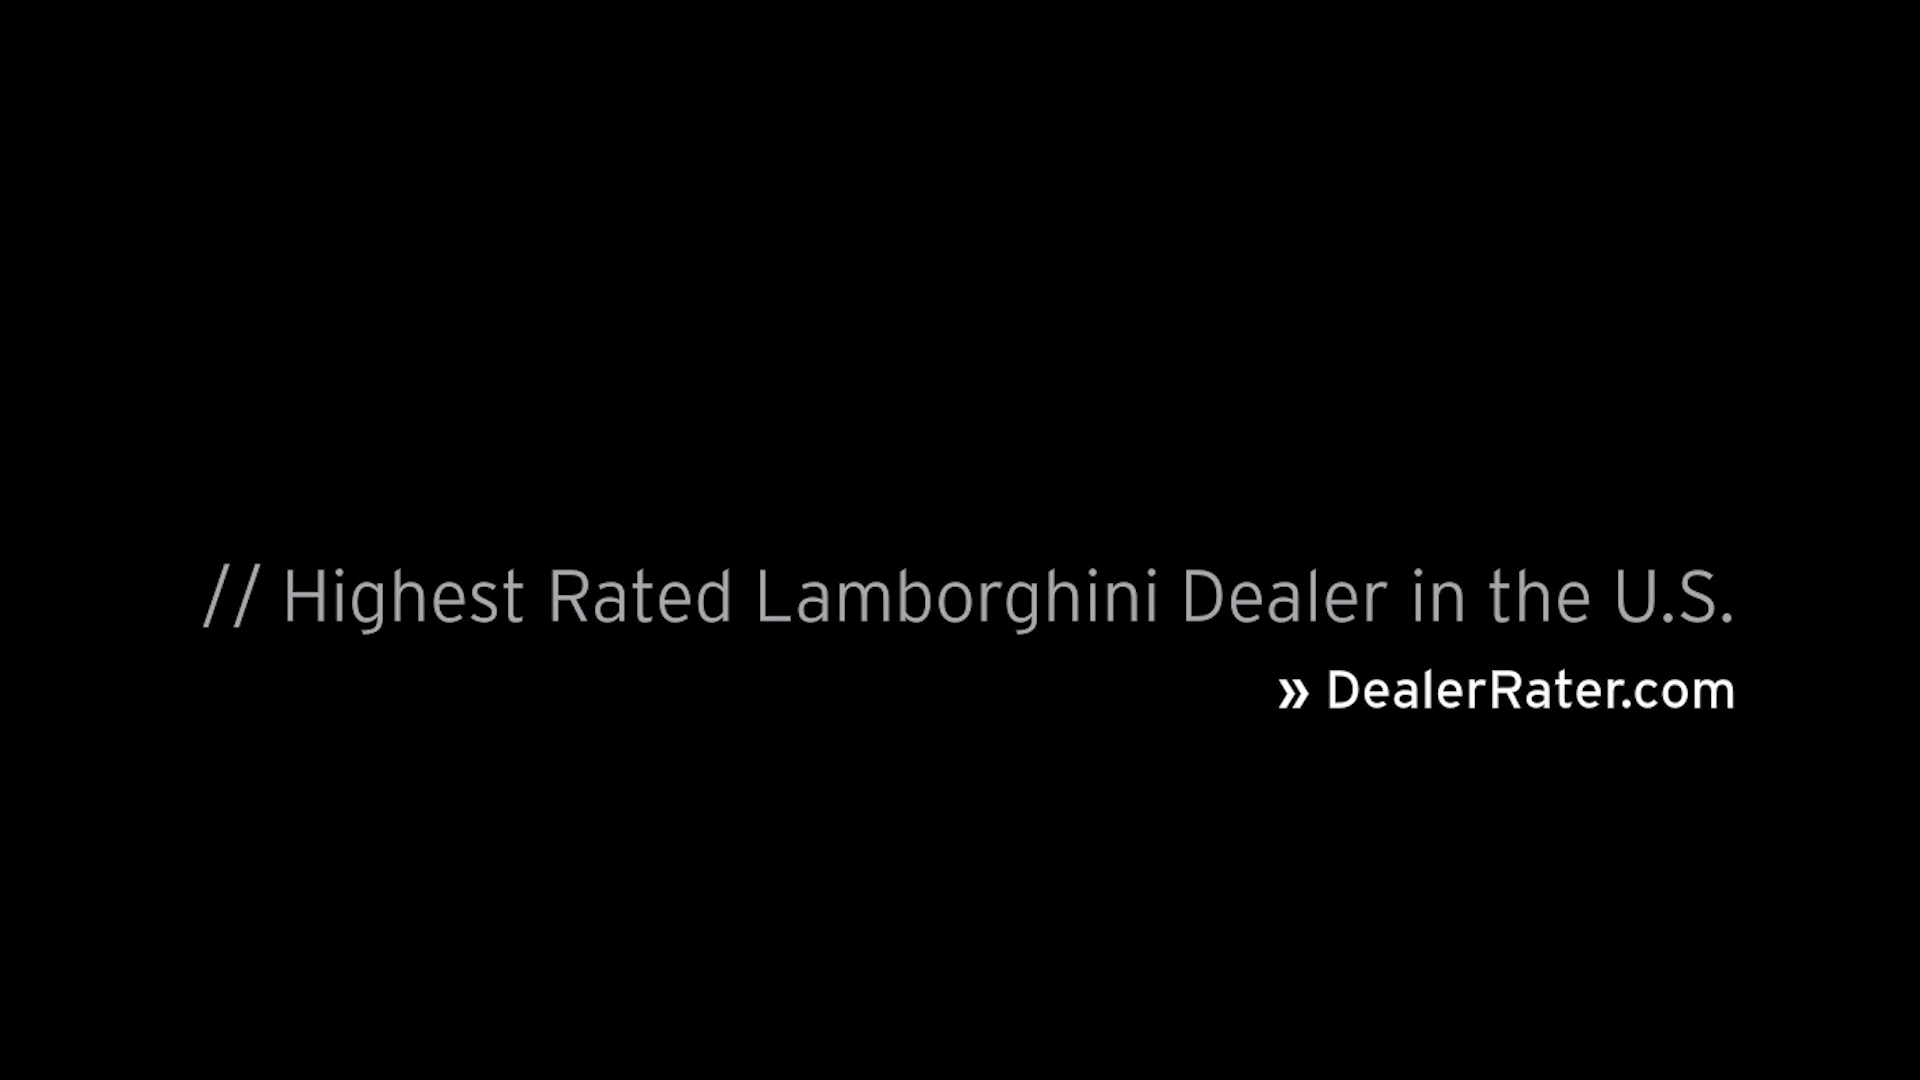 // Highest Rated Lamborghini Dealer in the U.S.
» DealerRater.com